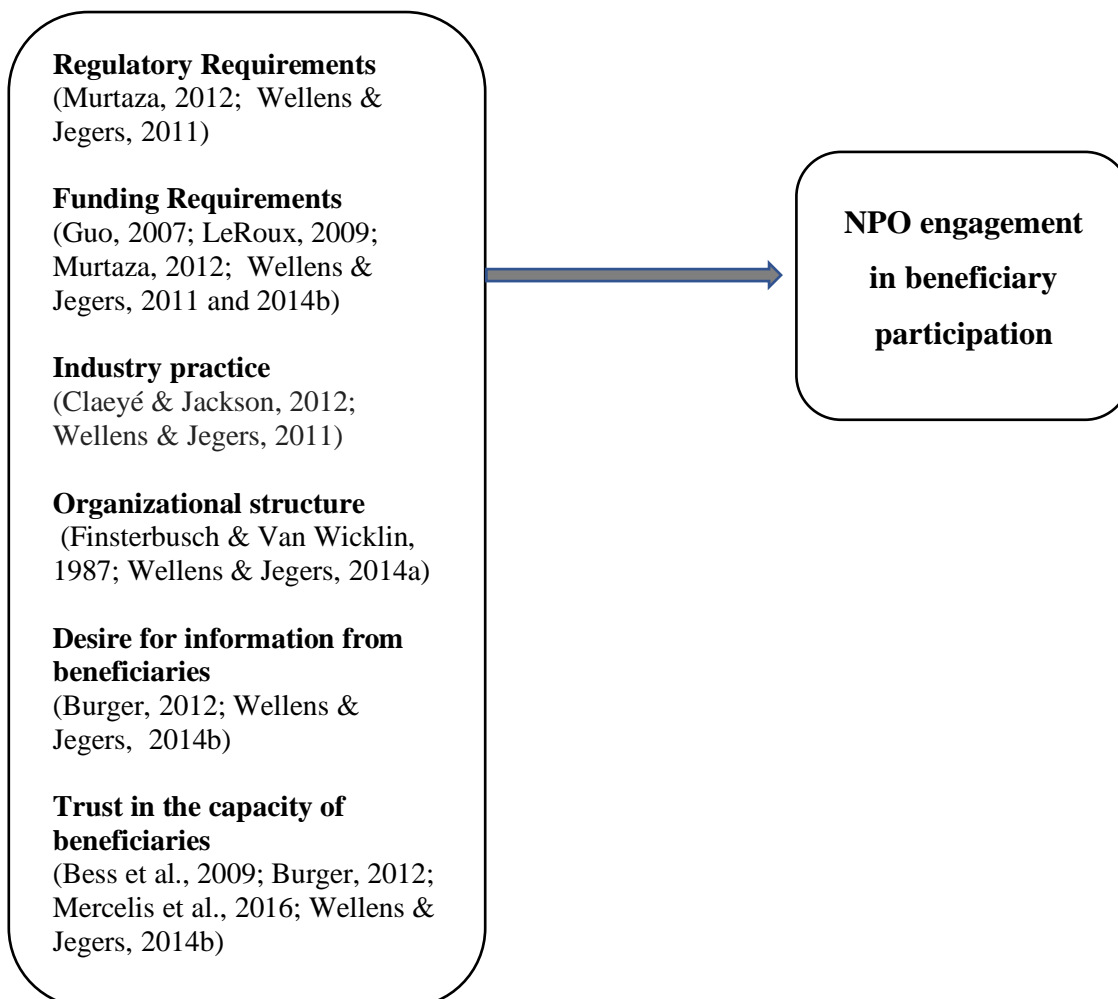 Regulatory Requirements
(Murtaza, 2012;  Wellens &
Jegers, 2011)
Funding Requirements
(Guo, 2007; LeRoux, 2009;
Murtaza, 2012;  Wellens &
Jegers, 2011 and 2014b)
Industry practice
(Claeyé & Jackson, 2012;
Wellens & Jegers, 2011)
Organizational structure
(Finsterbusch & Van Wicklin,
1987; Wellens & Jegers, 2014a)
Desire for information from
beneficiaries
(Burger, 2012; Wellens &
Jegers,  2014b)
Trust in the capacity of
beneficiaries
(Bess et al., 2009; Burger, 2012;
Mercelis et al., 2016; Wellens &
Jegers, 2014b)
NPO engagement
in beneficiary
participation